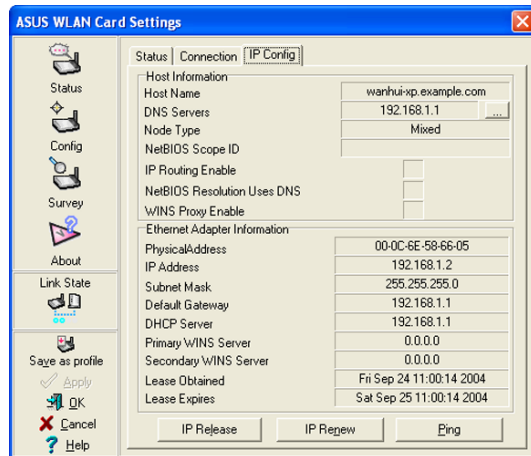 ASUS WLAN Card Settings
Status
Config
Survey
About
Link State
Save as profile
Apply
OK
Cancel
Help
Status Connection IP Config
Host Information
Host Name wanhui-xp.example.com
DNS Servers 192.168.1.1 ...
Node Type Mixed
NetBIOS Scope ID
IP Routing Enable
NetBIOS Resolution Uses DNS
WINS Proxy Enable
Ethernet Adapter Information
PhysicalAddress 00-0C-6E-58-66-05
IP Address 192.168.1.2
Subnet Mask 255.255.255.0
Default Gateway 192.168.1.1
DHCP Server 192.168.1.1
Primary WINS Server 0.0.0.0
Secondary WINS Server 0.0.0.0
Lease Obtained Fri Sep 24 11:00:14 2004
Lease Expires Sat Sep 25 11:00:14 2004
IP Release IP Renew Ping